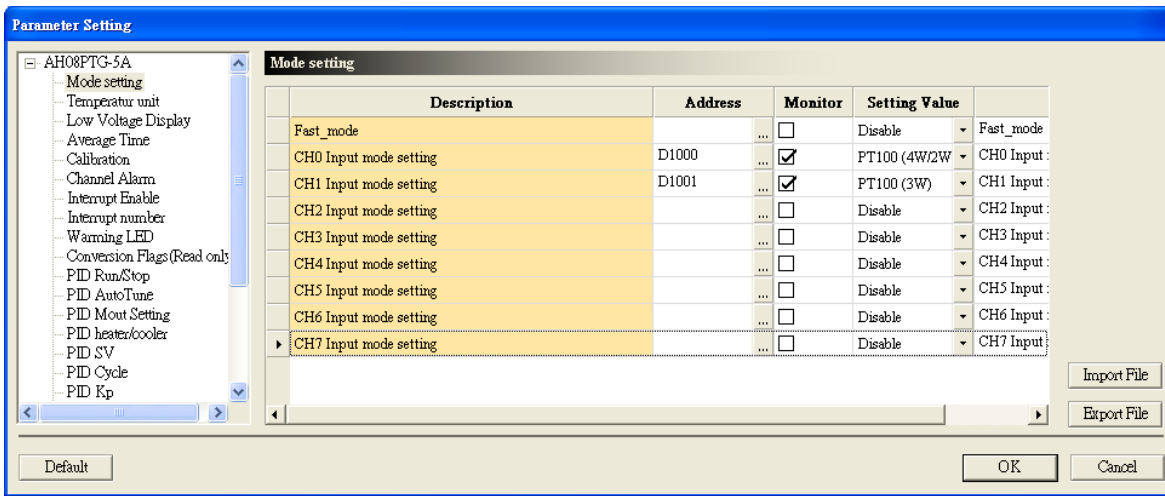 Parameter Setting
AH08PTG-5A
Mode setting
Temperatur unit
Low Voltage Display
Average Time
Calibration
Channel Alarm
Interrupt Enable
Interrupt number
Warming LED
Conversion Flags(Read only
PID Run/Stop
PID AutoTune
PID Mout Setting
PID heater/cooler
PID SV
PID Cycle
PID Kp
Mode setting
Description Address Monitor Setting Value
Fast_mode ... Disable Fast_mode
CH0 Input mode setting D1000 ... PT100 (4W/2W CH0 Input :
CH1 Input mode setting D1001 ... PT100 (3W) CH1 Input :
CH2 Input mode setting ... Disable CH2 Input :
CH3 Input mode setting ... Disable CH3 Input :
CH4 Input mode setting ... Disable CH4 Input :
CH5 Input mode setting ... Disable CH5 Input :
CH6 Input mode setting ... Disable CH6 Input :
CH7 Input mode setting ... Disable CH7 Input
Import File
Export File
Default OK Cancel